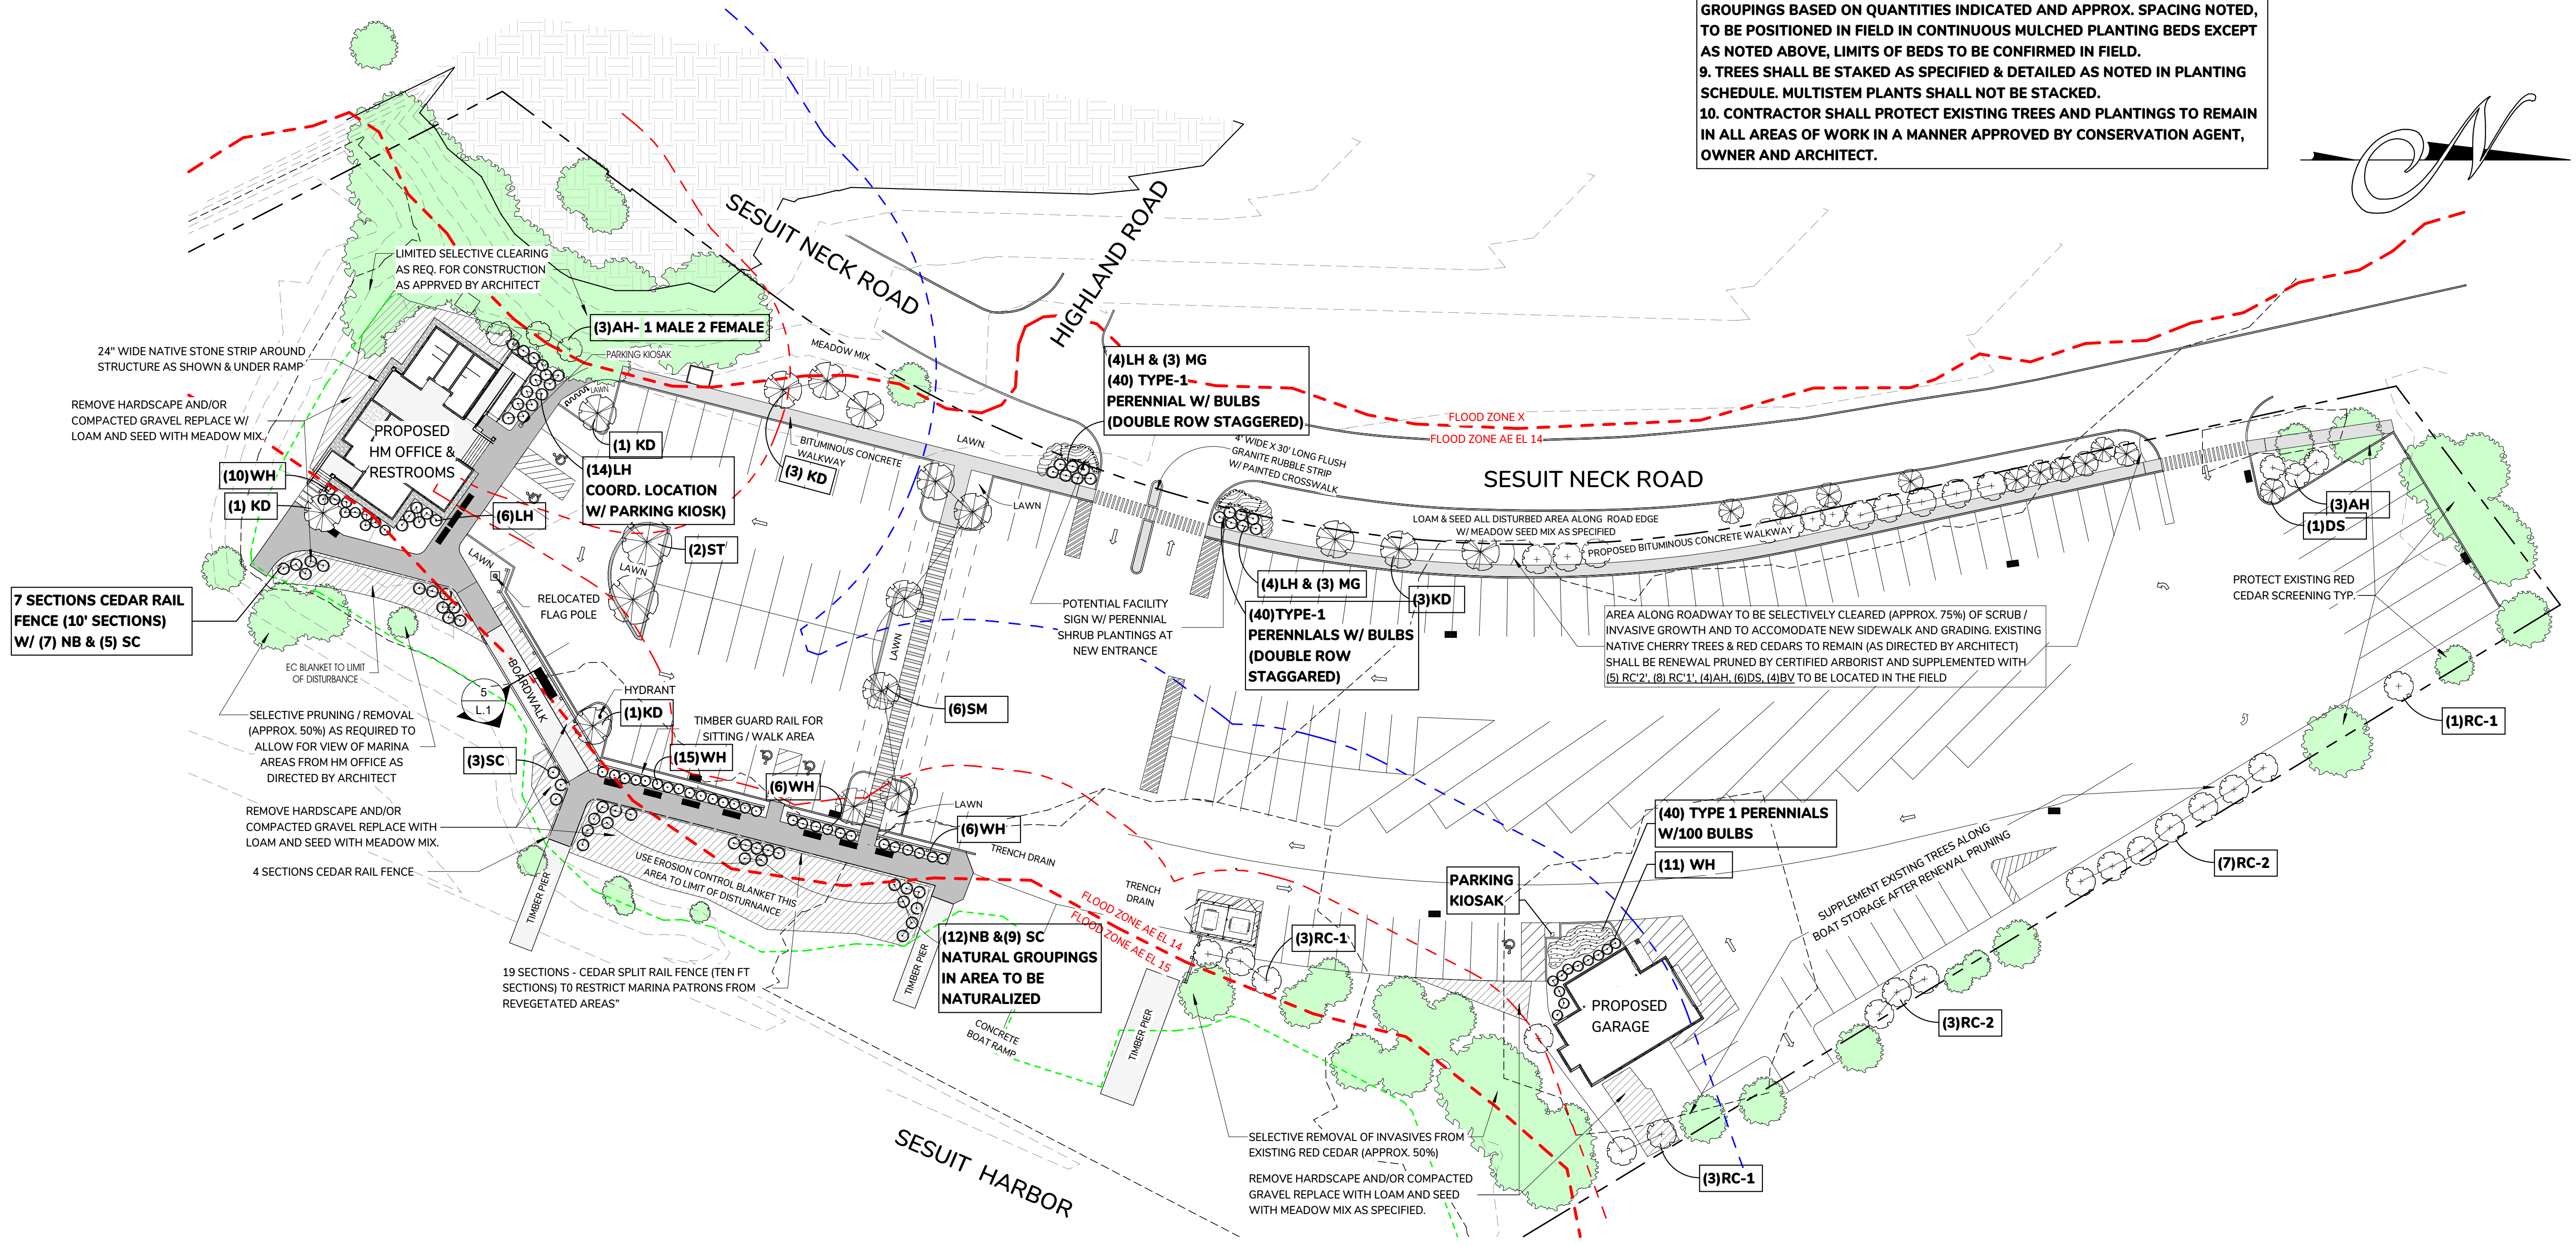 GROUPINGS BASED ON QUANTITIES INDICATED AND APPROX. SPACING NOTED,
TO BE POSITIONED IN FIELD IN CONTINUOUS MULCHED PLANTING BEDS EXCEPT
AS NOTED ABOVE, LIMITS OF BEDS TO BE CONFIRMED IN FIELD.
9. TREES SHALL BE STAKED AS SPECIFIED & DETAILED AS NOTED IN PLANTING
SCHEDULE. MULTISTEM PLANTS SHALL NOT BE STACKED.
10. CONTRACTOR SHALL PROTECT EXISTING TREES AND PLANTINGS TO REMAIN
IN ALL AREAS OF WORK IN A MANNER APPROVED BY CONSERVATION AGENT,
OWNER AND ARCHITECT.
N
SESUIT NECK ROAD
HIGHLAND ROAD
LIMITED SELECTIVE CLEARING
AS REQ. FOR CONSTRUCTION
AS APPRVED BY ARCHITECT
(3)AH- 1 MALE 2 FEMALE
PARKING KIOSAK
MEADOW MIX
24" WIDE NATIVE STONE STRIP AROUND
STRUCTURE AS SHOWN & UNDER RAMP
REMOVE HARDSCAPE AND/OR
COMPACTED GRAVEL REPLACE W/
LOAM AND SEED WITH MEADOW MIX.
PROPOSED
HM OFFICE &
RESTROOMS
LAWN
(1) KD
(14)LH
COORD. LOCATION
W/ PARKING KIOSK)
(3) KD
BITUMINOUS CONCRETE
WALKWAY
LAWN
(4)LH & (3) MG
(40) TYPE-1
PERENNIAL W/ BULBS
(DOUBLE ROW STAGGERED)
4' WIDE X 30' LONG FLUSH
GRANITE RUBBLE STRIP
W/ PAINTED CROSSWALK
FLOOD ZONE X
FLOOD ZONE AE EL 14
SESUIT NECK ROAD
(10)WH
(1) KD
(6)LH
(2)ST
LAWN
LAWN
LAWN
LOAM & SEED ALL DISTURBED AREA ALONG ROAD EDGE
W/ MEADOW SEED MIX AS SPECIFIED
PROPOSED BITUMINOUS CONCRETE WALKWAY
(3)AH
(1)DS
7 SECTIONS CEDAR RAIL
FENCE (10' SECTIONS)
W/ (7) NB & (5) SC
RELOCATED
FLAG POLE
POTENTIAL FACILITY
SIGN W/ PERENNIAL
SHRUB PLANTINGS AT
NEW ENTRANCE
(4)LH & (3) MG
(3)KD
(40)TYPE-1
PERENNLALS W/ BULBS
(DOUBLE ROW
STAGGARED)
AREA ALONG ROADWAY TO BE SELECTIVELY CLEARED (APPROX. 75%) OF SCRUB /
INVASIVE GROWTH AND TO ACCOMODATE NEW SIDEWALK AND GRADING. EXISTING
NATIVE CHERRY TREES & RED CEDARS TO REMAIN (AS DIRECTED BY ARCHITECT)
SHALL BE RENEWAL PRUNED BY CERTIFIED ARBORIST AND SUPPLEMENTED WITH
(5) RC'2', (8) RC'1', (4)AH, (6)DS, (4)BV TO BE LOCATED IN THE FIELD
PROTECT EXISTING RED
CEDAR SCREENING TYP.
LAWN
EC BLANKET TO LIMIT
OF DISTURBANCE
BOARDWALK
5
L.1
HYDRANT
(1)KD
TIMBER GUARD RAIL FOR
SITTING / WALK AREA
(6)SM
(1)RC-1
SELECTIVE PRUNING / REMOVAL
(APPROX. 50%) AS REQUIRED TO
ALLOW FOR VIEW OF MARINA
AREAS FROM HM OFFICE AS
DIRECTED BY ARCHITECT
(3)SC
(15)WH
(6)WH
LAWN
(6)WH
TRENCH DRAIN
REMOVE HARDSCAPE AND/OR
COMPACTED GRAVEL REPLACE WITH
LOAM AND SEED WITH MEADOW MIX.
4 SECTIONS CEDAR RAIL FENCE
TIMBER PIER
USE EROSION CONTROL BLANKET THIS
AREA TO LIMIT OF DISTURNANCE
(40) TYPE 1 PERENNIALS
W/100 BULBS
(11) WH
PARKING
KIOSAK
SUPPLEMENT EXISTING TREES ALONG
BOAT STORAGE AFTER RENEWAL PRUNING
(7)RC-2
TRENCH
DRAIN
FLOOD ZONE AE EL 14
FLOOD ZONE AE EL 15
(3)RC-1
19 SECTIONS - CEDAR SPLIT RAIL FENCE (TEN FT
SECTIONS) T0 RESTRICT MARINA PATRONS FROM
REVEGETATED AREAS"
TIMBER PIER
(12)NB &(9) SC
NATURAL GROUPINGS
IN AREA TO BE
NATURALIZED
CONCRETE
BOAT RAMP
TIMBER PIER
PROPOSED
GARAGE
(3)RC-2
SESUIT HARBOR
SELECTIVE REMOVAL OF INVASIVES FROM
EXISTING RED CEDAR (APPROX. 50%)
REMOVE HARDSCAPE AND/OR COMPACTED
GRAVEL REPLACE WITH LOAM AND SEED
WITH MEADOW MIX AS SPECIFIED.
(3)RC-1